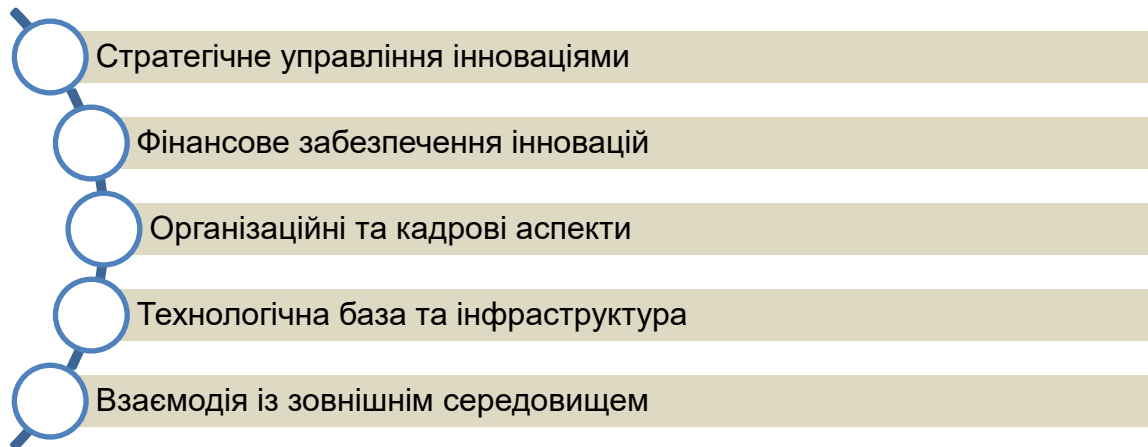 Стратегічне управління інноваціями
Фінансове забезпечення інновацій
Організаційні та кадрові аспекти
Технологічна база та інфраструктура
Взаємодія із зовнішнім середовищем